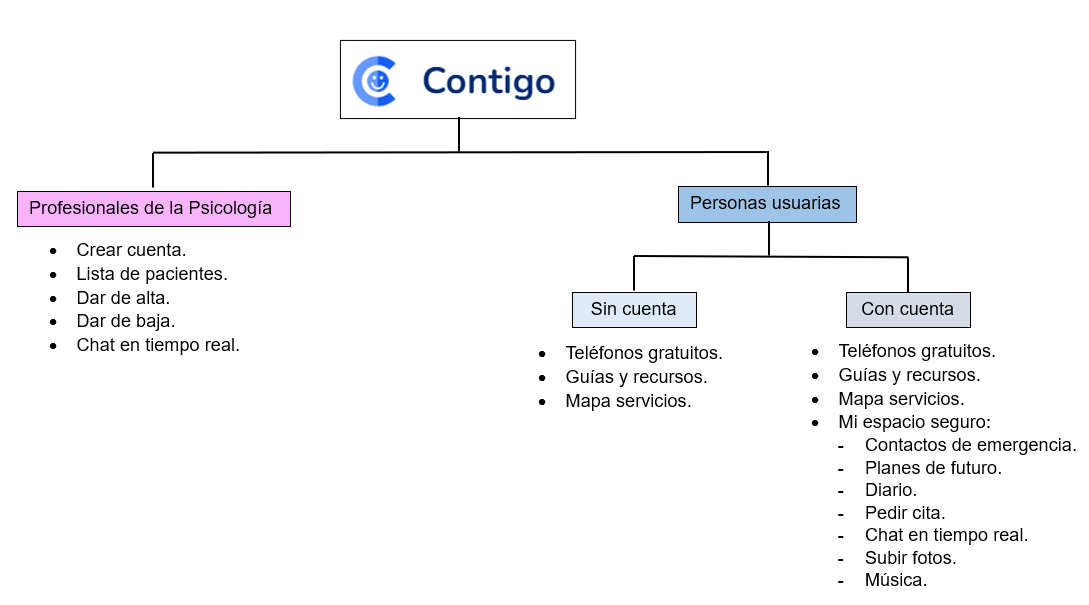 Contigo
Profesionales de la Psicología
• Crear cuenta.
• Lista de pacientes.
• Dar de alta.
• Dar de baja.
• Chat en tiempo real.
Personas usuarias
Sin cuenta
• Teléfonos gratuitos.
• Guías y recursos.
• Mapa servicios.
Con cuenta
• Teléfonos gratuitos.
• Guías y recursos.
• Mapa servicios.
• Mi espacio seguro:
- Contactos de emergencia.
- Planes de futuro.
- Diario.
- Pedir cita.
- Chat en tiempo real.
- Subir fotos.
- Música.